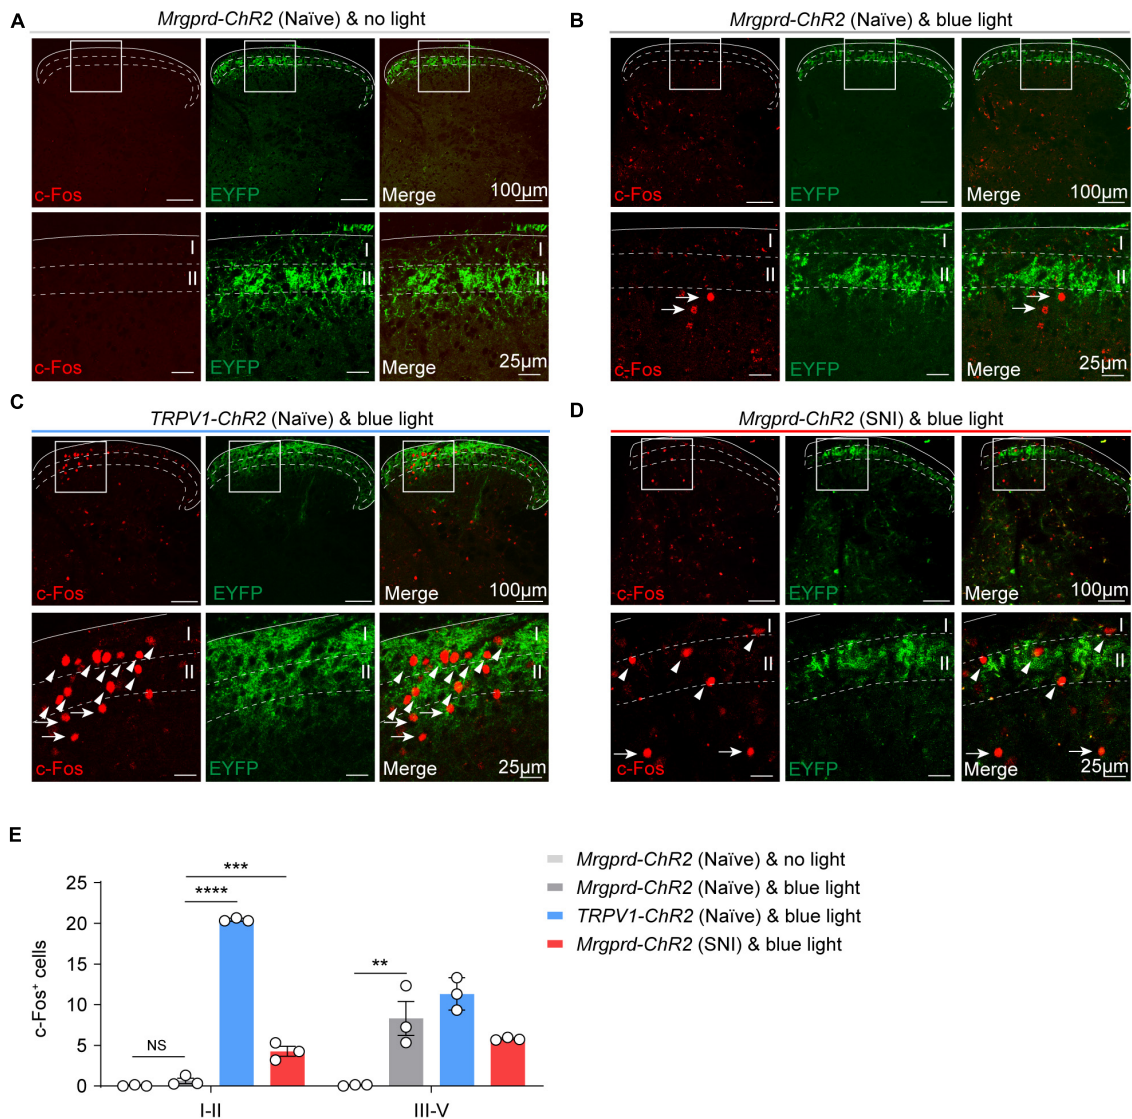 A
Mrgprd-ChR2 (Naïve) & no light
c-Fos
EYFP
Merge
100µm
I
II
c-Fos
EYFP
I
II
Merge
25µm
B
Mrgprd-ChR2 (Naïve) & blue light
c-Fos
EYFP
Merge
100µm
I
II
c-Fos
EYFP
I
II
Merge
25µm
C
TRPV1-ChR2 (Naïve) & blue light
c-Fos
EYFP
Merge
100µm
I
II
c-Fos
EYFP
I
II
Merge
25µm
D
Mrgprd-ChR2 (SNI) & blue light
c-Fos
EYFP
Merge
100µm
I
II
c-Fos
EYFP
I
II
Merge
25µm
E
c-Fos⁺ cells
25
20
15
10
5
0
NS
****
***
**
I-II
III-V
Mrgprd-ChR2 (Naïve) & no light
Mrgprd-ChR2 (Naïve) & blue light
TRPV1-ChR2 (Naïve) & blue light
Mrgprd-ChR2 (SNI) & blue light